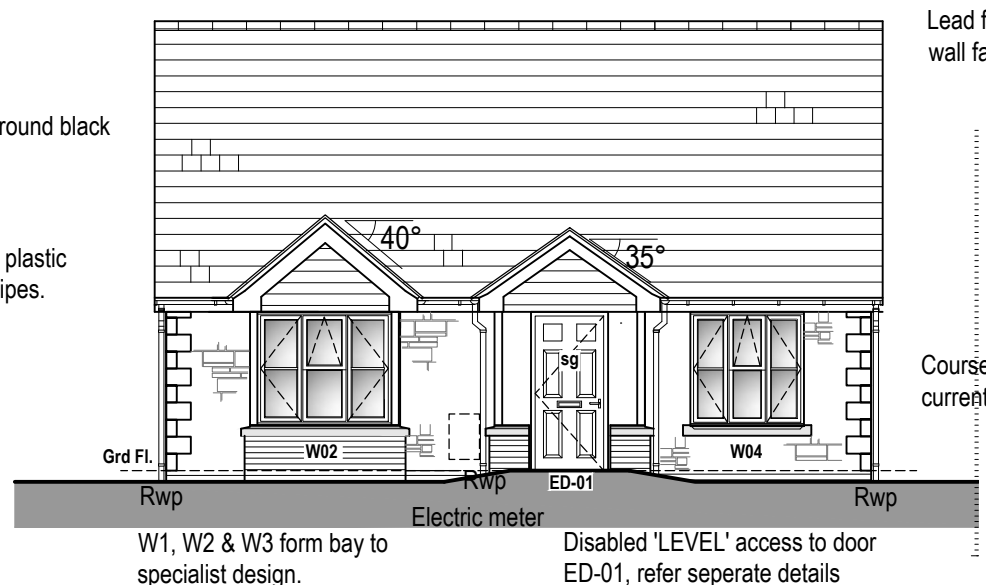 Lead f
wall fa
round black
plastic
ipes.
40°
35°
sg
Course
current
W02
W04
Grd Fl.
Rwp
Rwp
ED-01
Rwp
Electric meter
W1, W2 & W3 form bay to
specialist design.
Disabled 'LEVEL' access to door
ED-01, refer seperate details